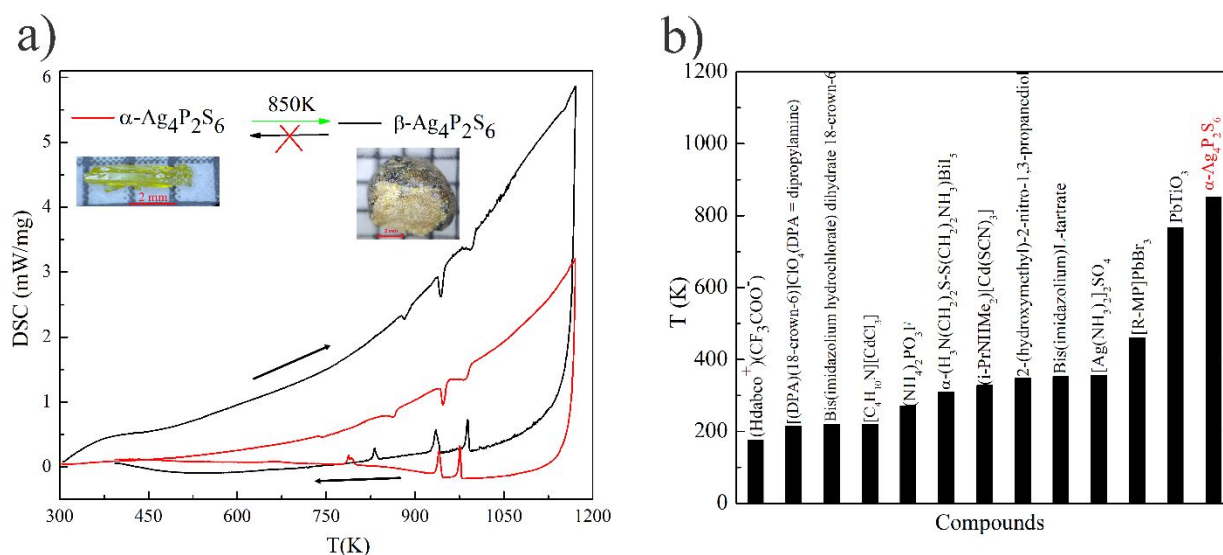 a)
6
5
4
3
2
1
0
DSC (mW/mg)
300
450
600
750
900
1050
1200
T(K)
α-Ag₄P₂S₆
850K
β-Ag₄P₂S₆
2 mm
2 mm
b)
1200
1000
800
600
400
200
0
T (K)
(Hdabco⁺)(CF₃COO⁻)
[(DPA)(18-crown-6)]ClO₄(DPA = dipropylamine)
Bis(imidazolium hydrochlorate) dihydrate 18-crown-6
[C₄H₁₀N][CdCl₃]
(NH₄)₂PO₃F
α-(H₃N(CH₂)₂S-S(CH₂)₂NH₃)BiI₅
(i-PrNHMe₂)[Cd(SCN)₃]
2-(hydroxymethyl)-2-nitro-1,3-propanediol
Bis(imidazolium)L-tartrate
[Ag(NH₃)₂]₂SO₄
[R-MP]PbBr₃
PbTiO₃
α-Ag₄P₂S₆
Compounds